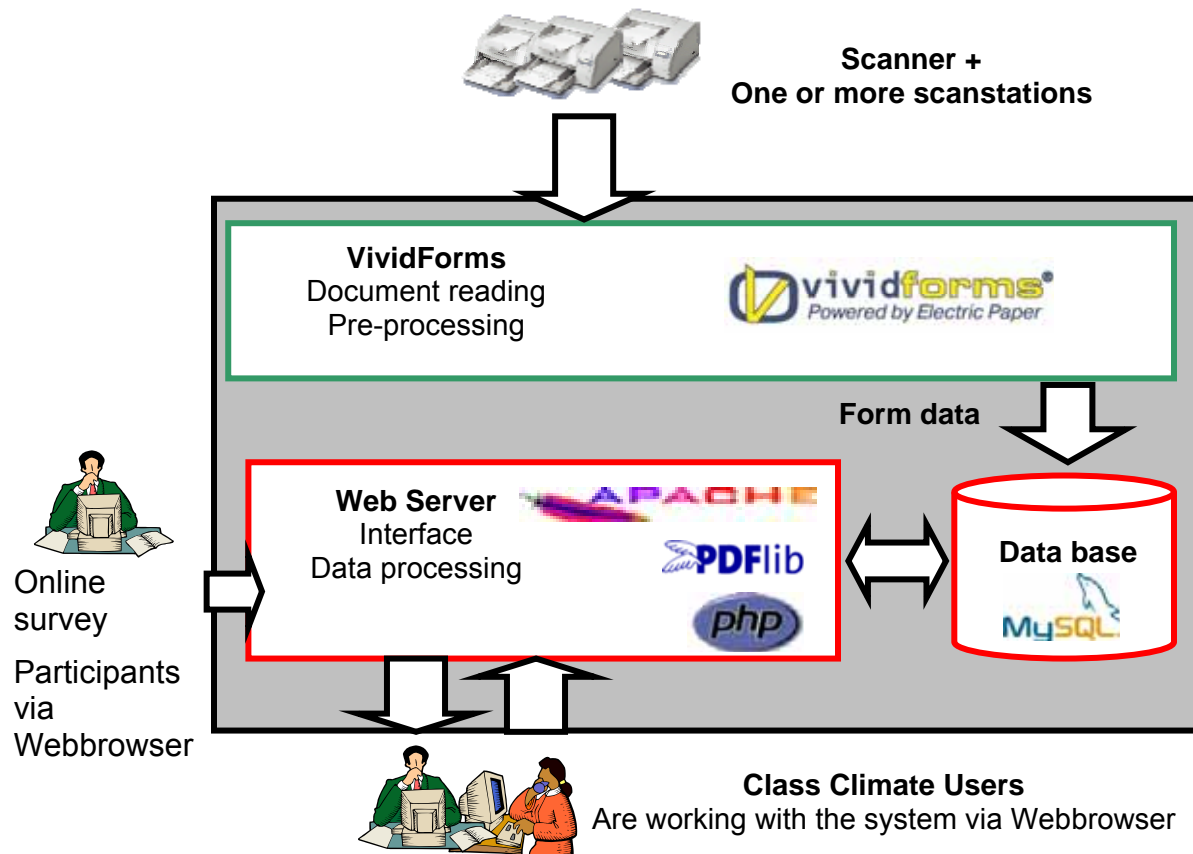 Scanner +
One or more scanstations
VividForms
Document reading
Pre-processing
vividforms®
Powered by Electric Paper
Form data
Web Server
Interface
Data processing
APACHE
PDFlib
php
Data base
MySQL
Online
survey
Participants
via
Webbrowser
Class Climate Users
Are working with the system via Webbrowser